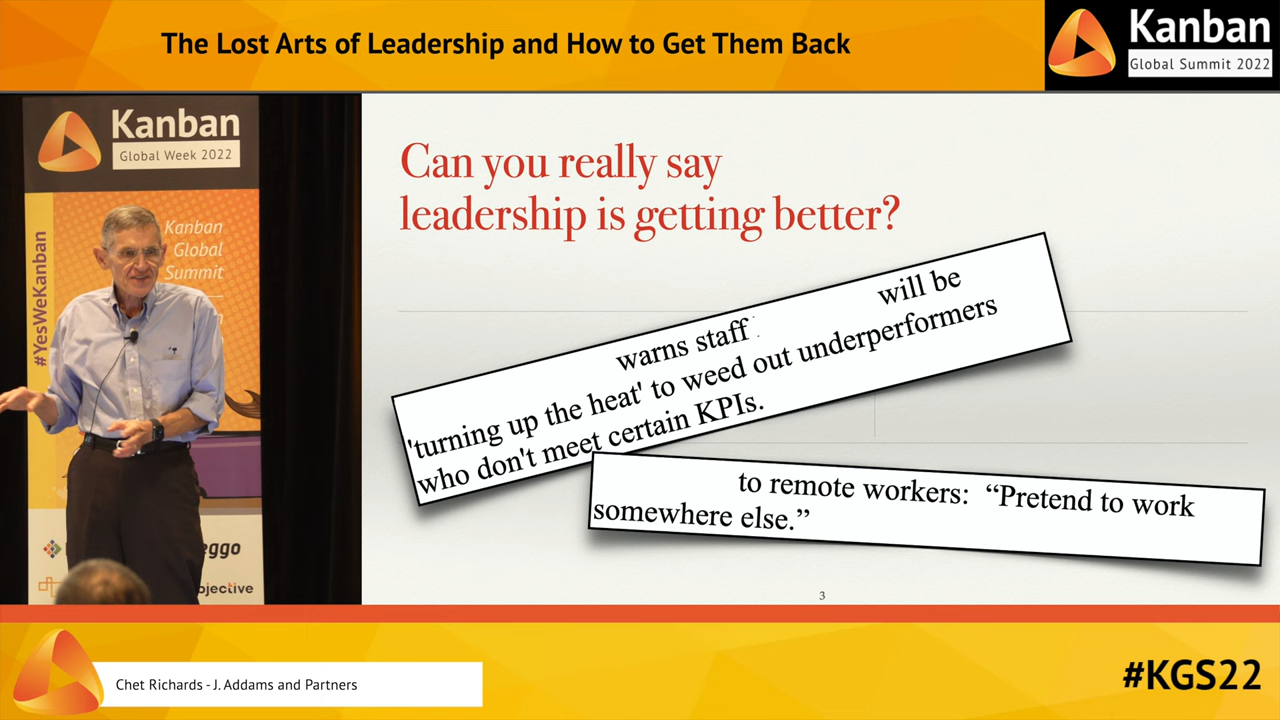 The Lost Arts of Leadership and How to Get Them Back
Kanban
Global Summit 2022
Kanban
Global Week 2022
#YesWeKanban
Kanban
Global
Summit
eggo
bjective
Can you really say
leadership is getting better?
warns staff will be
'turning up the heat' to weed out underperformers
who don't meet certain KPIs.
to remote workers: “Pretend to work
somewhere else.”
3
Chet Richards - J. Addams and Partners
#KGS22